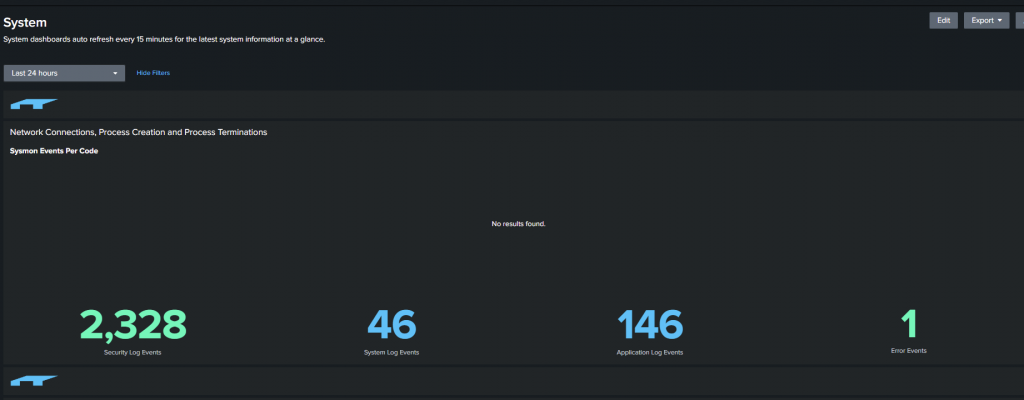 System
Edit
Export
System dashboards auto refresh every 15 minutes for the latest system information at a glance.
Last 24 hours
Hide Filters
Network Connections, Process Creation and Process Terminations
Sysmon Events Per Code
No results found.
2,328
Security Log Events
46
System Log Events
146
Application Log Events
1
Error Events